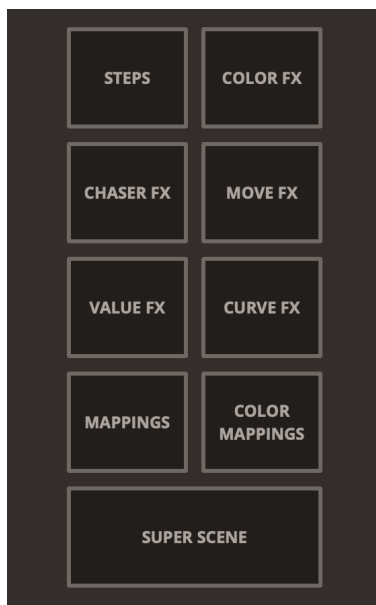 STEPS
COLOR FX
CHASER FX
MOVE FX
VALUE FX
CURVE FX
MAPPINGS
COLOR
MAPPINGS
SUPER SCENE